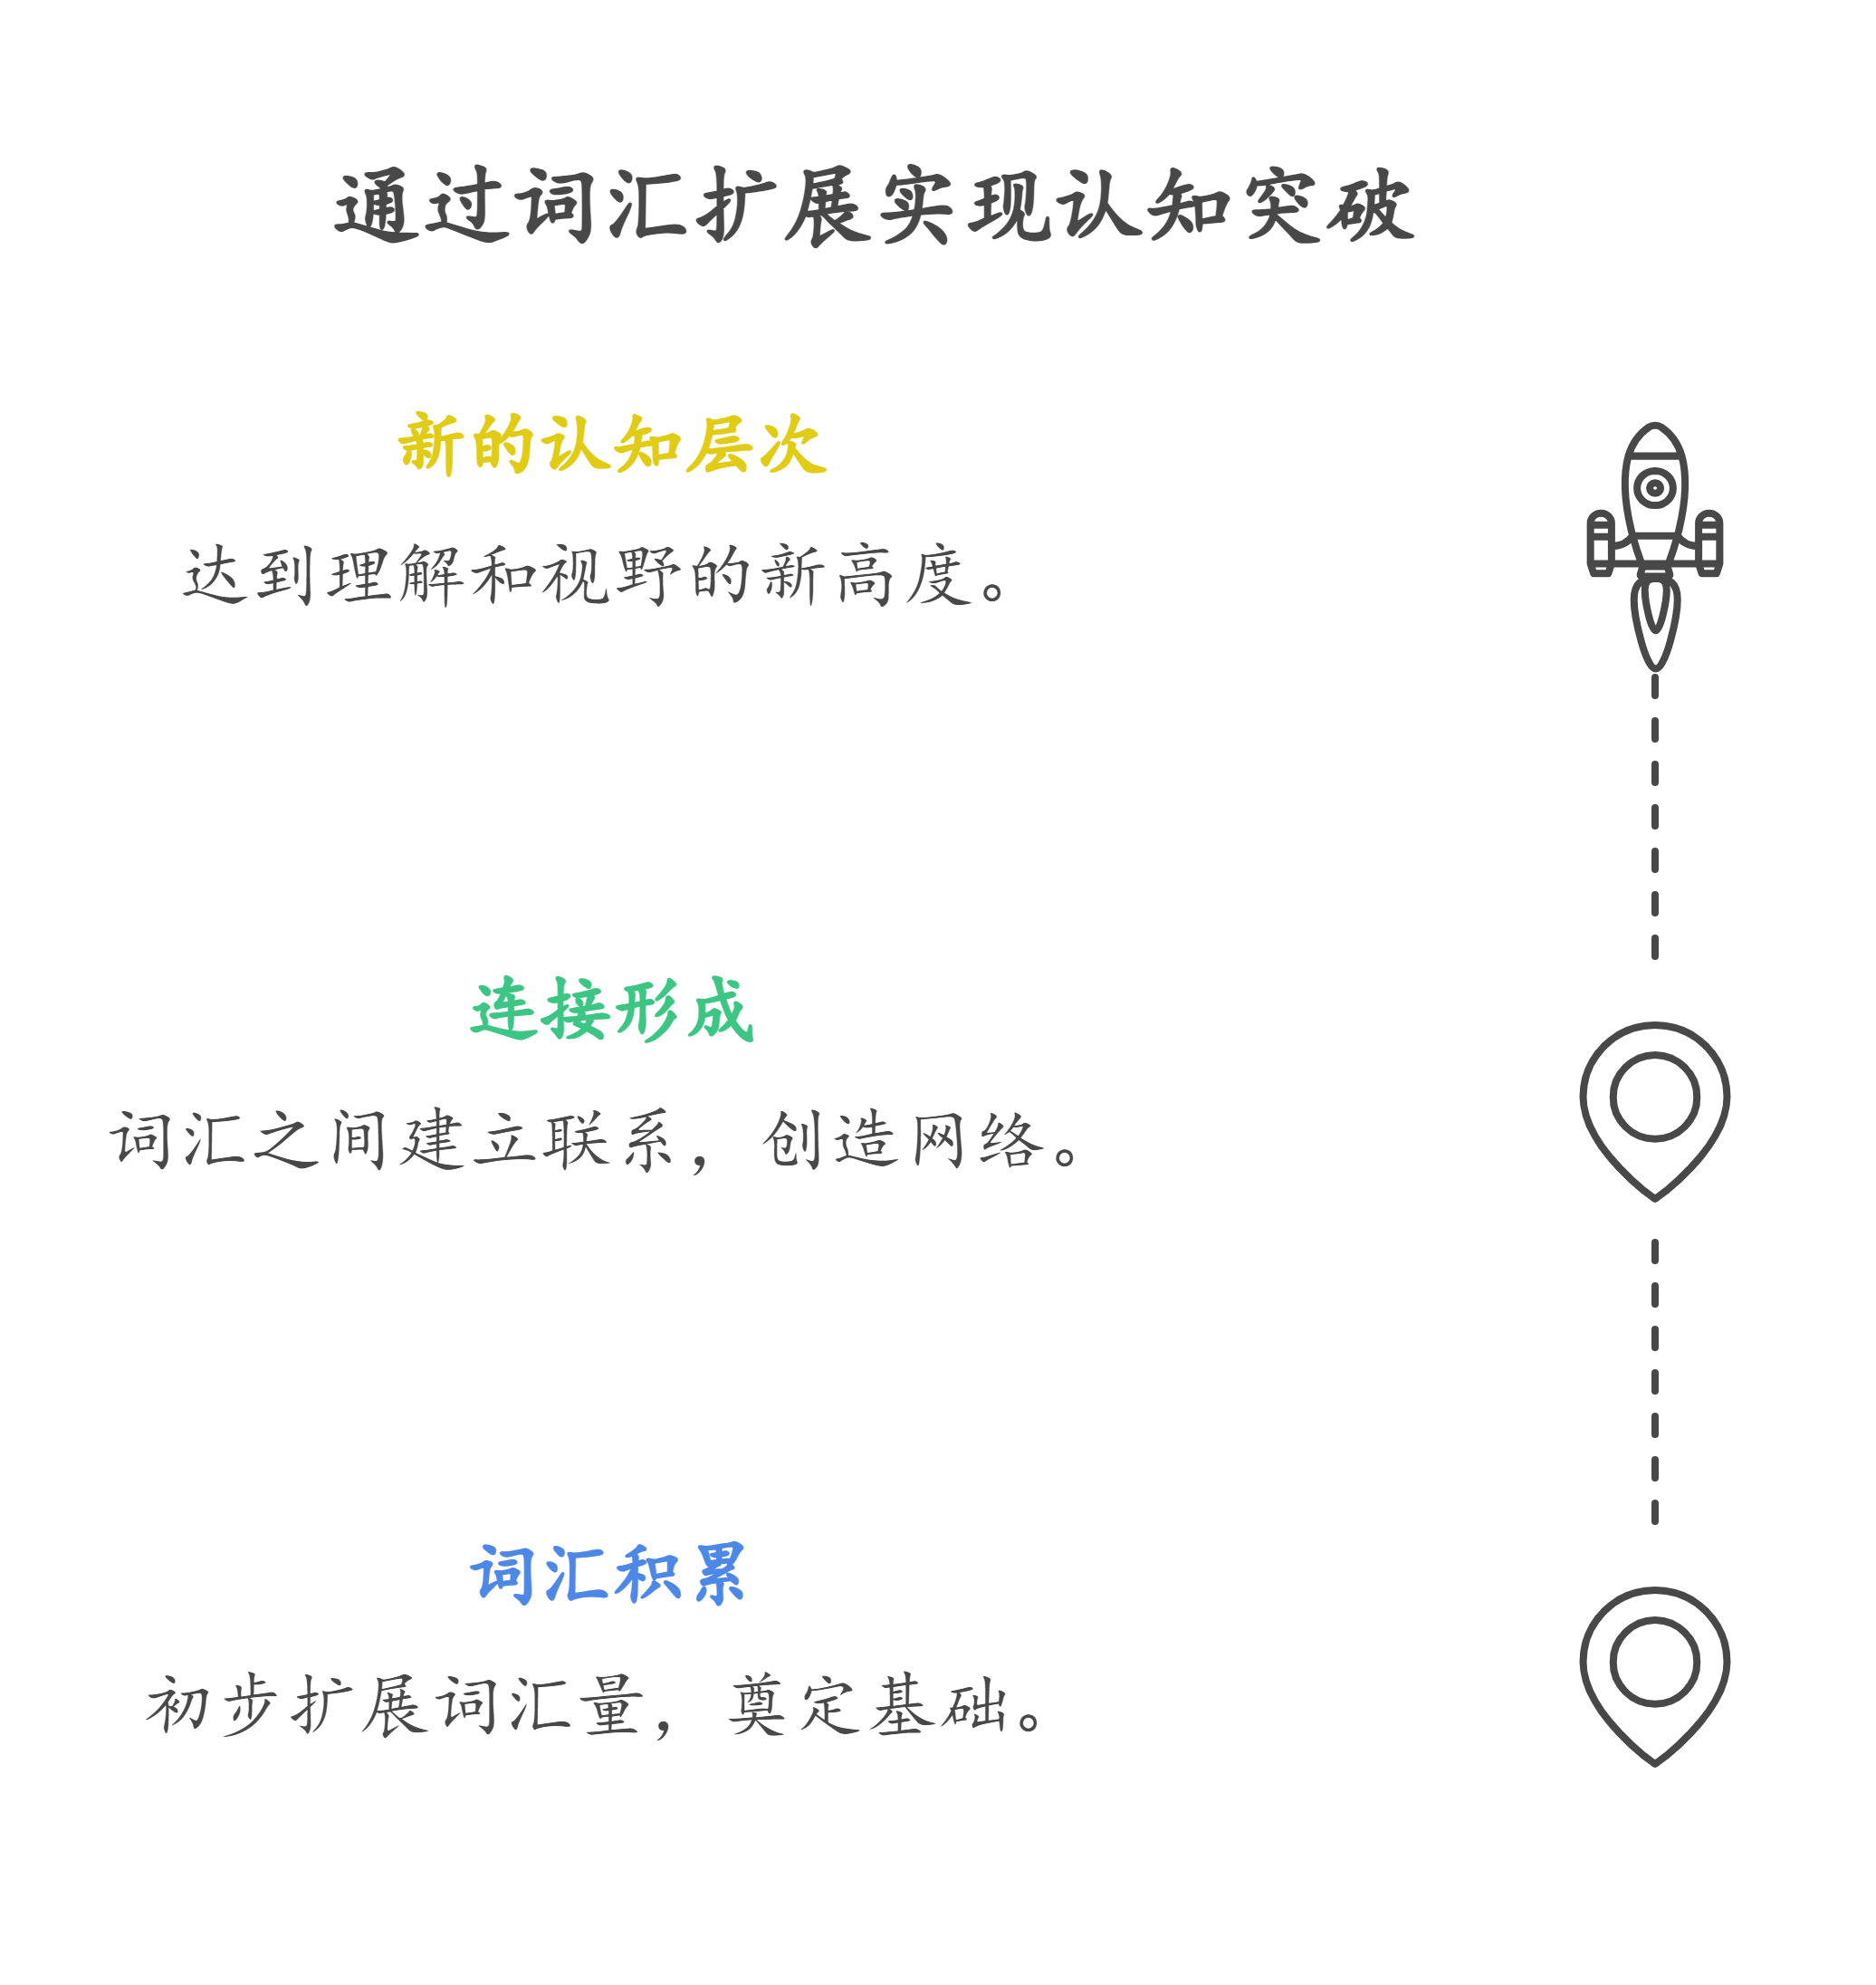 通过词汇扩展实现认知突破
新的认知层次
达到理解和视野的新高度。
连接形成
词汇之间建立联系，创造网络。
词汇积累
初步扩展词汇量，奠定基础。